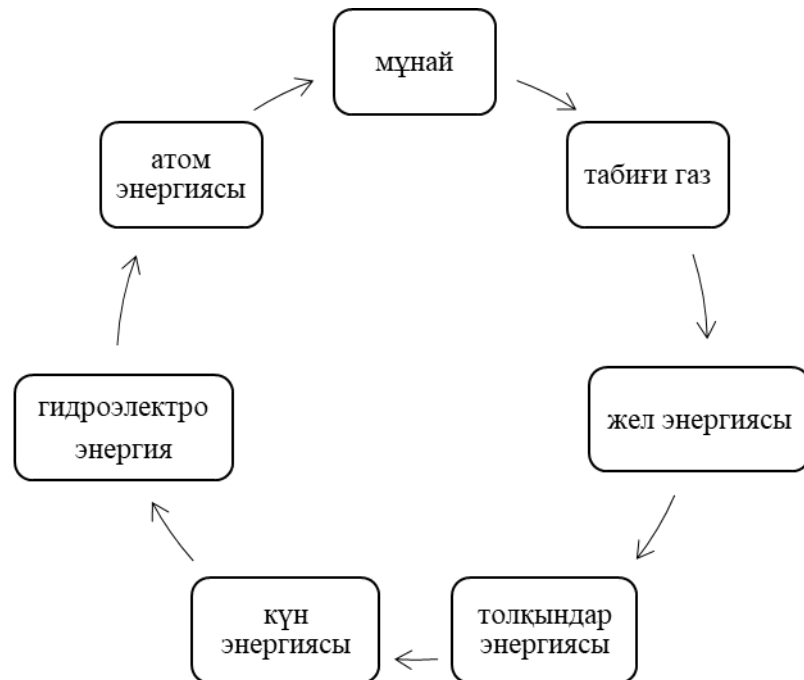 мұнай
табиғи газ
жел энергиясы
толқындар
энергиясы
күн
энергиясы
гидроэлектро
энергия
атом
энергиясы